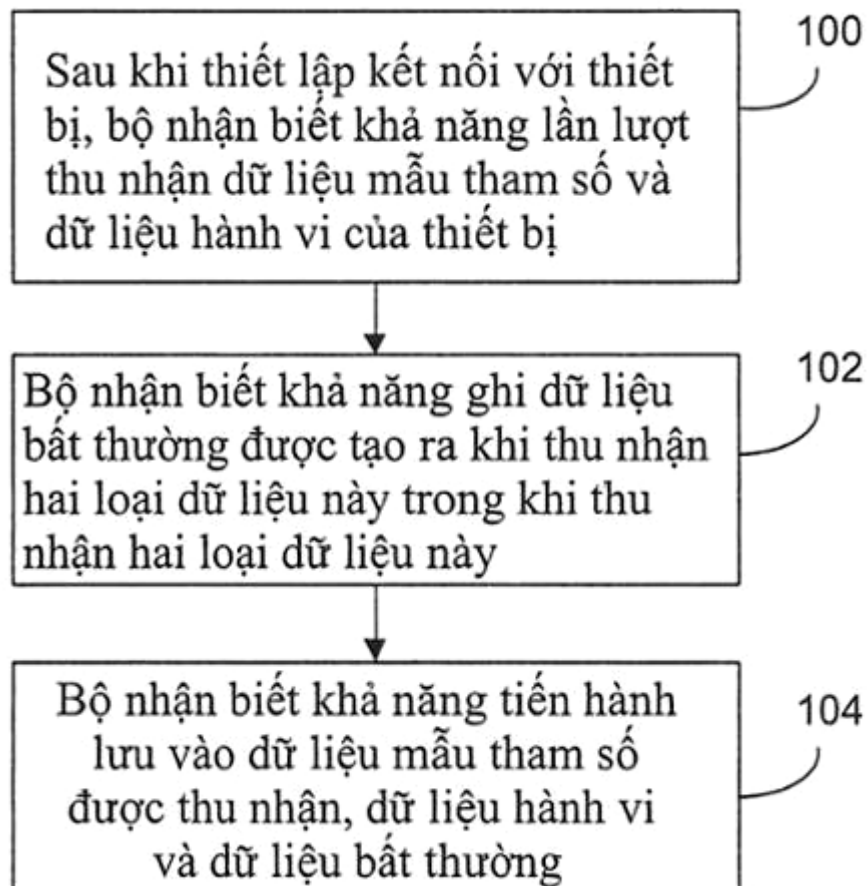 100
Sau khi thiết lập kết nối với thiết
bị, bộ nhận biết khả năng lần lượt
thu nhận dữ liệu mẫu tham số và
dữ liệu hành vi của thiết bị
102
Bộ nhận biết khả năng ghi dữ liệu
bất thường được tạo ra khi thu nhận
hai loại dữ liệu này trong khi thu
nhận hai loại dữ liệu này
104
Bộ nhận biết khả năng tiến hành
lưu vào dữ liệu mẫu tham số
được thu nhận, dữ liệu hành vi
và dữ liệu bất thường